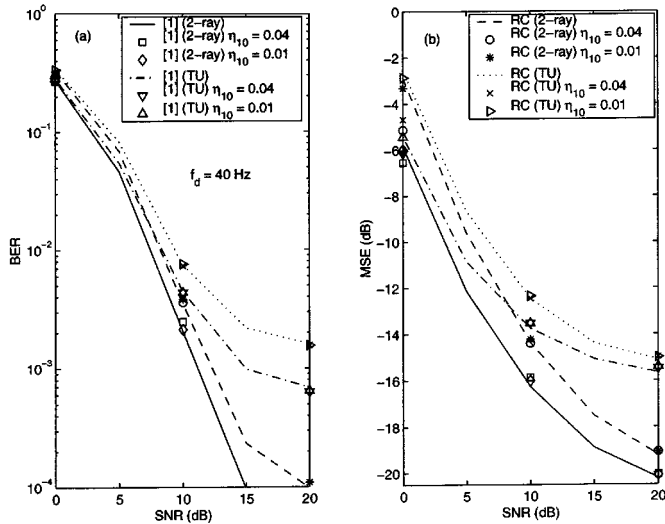 (a)
[1] (2−ray)
[1] (2−ray) η10 = 0.04
[1] (2−ray) η10 = 0.01
[1] (TU)
[1] (TU) η10 = 0.04
[1] (TU) η10 = 0.01
fd = 40 Hz
BER
10^0
10^−1
10^−2
10^−3
10^−4
0 5 10 15 20
SNR (dB)
(b)
RC (2−ray)
RC (2−ray) η10 = 0.04
RC (2−ray) η10 = 0.01
RC (TU)
RC (TU) η10 = 0.04
RC (TU) η10 = 0.01
MSE (dB)
0
−2
−4
−6
−8
−10
−12
−14
−16
−18
−20
0 5 10 15 20
SNR (dB)